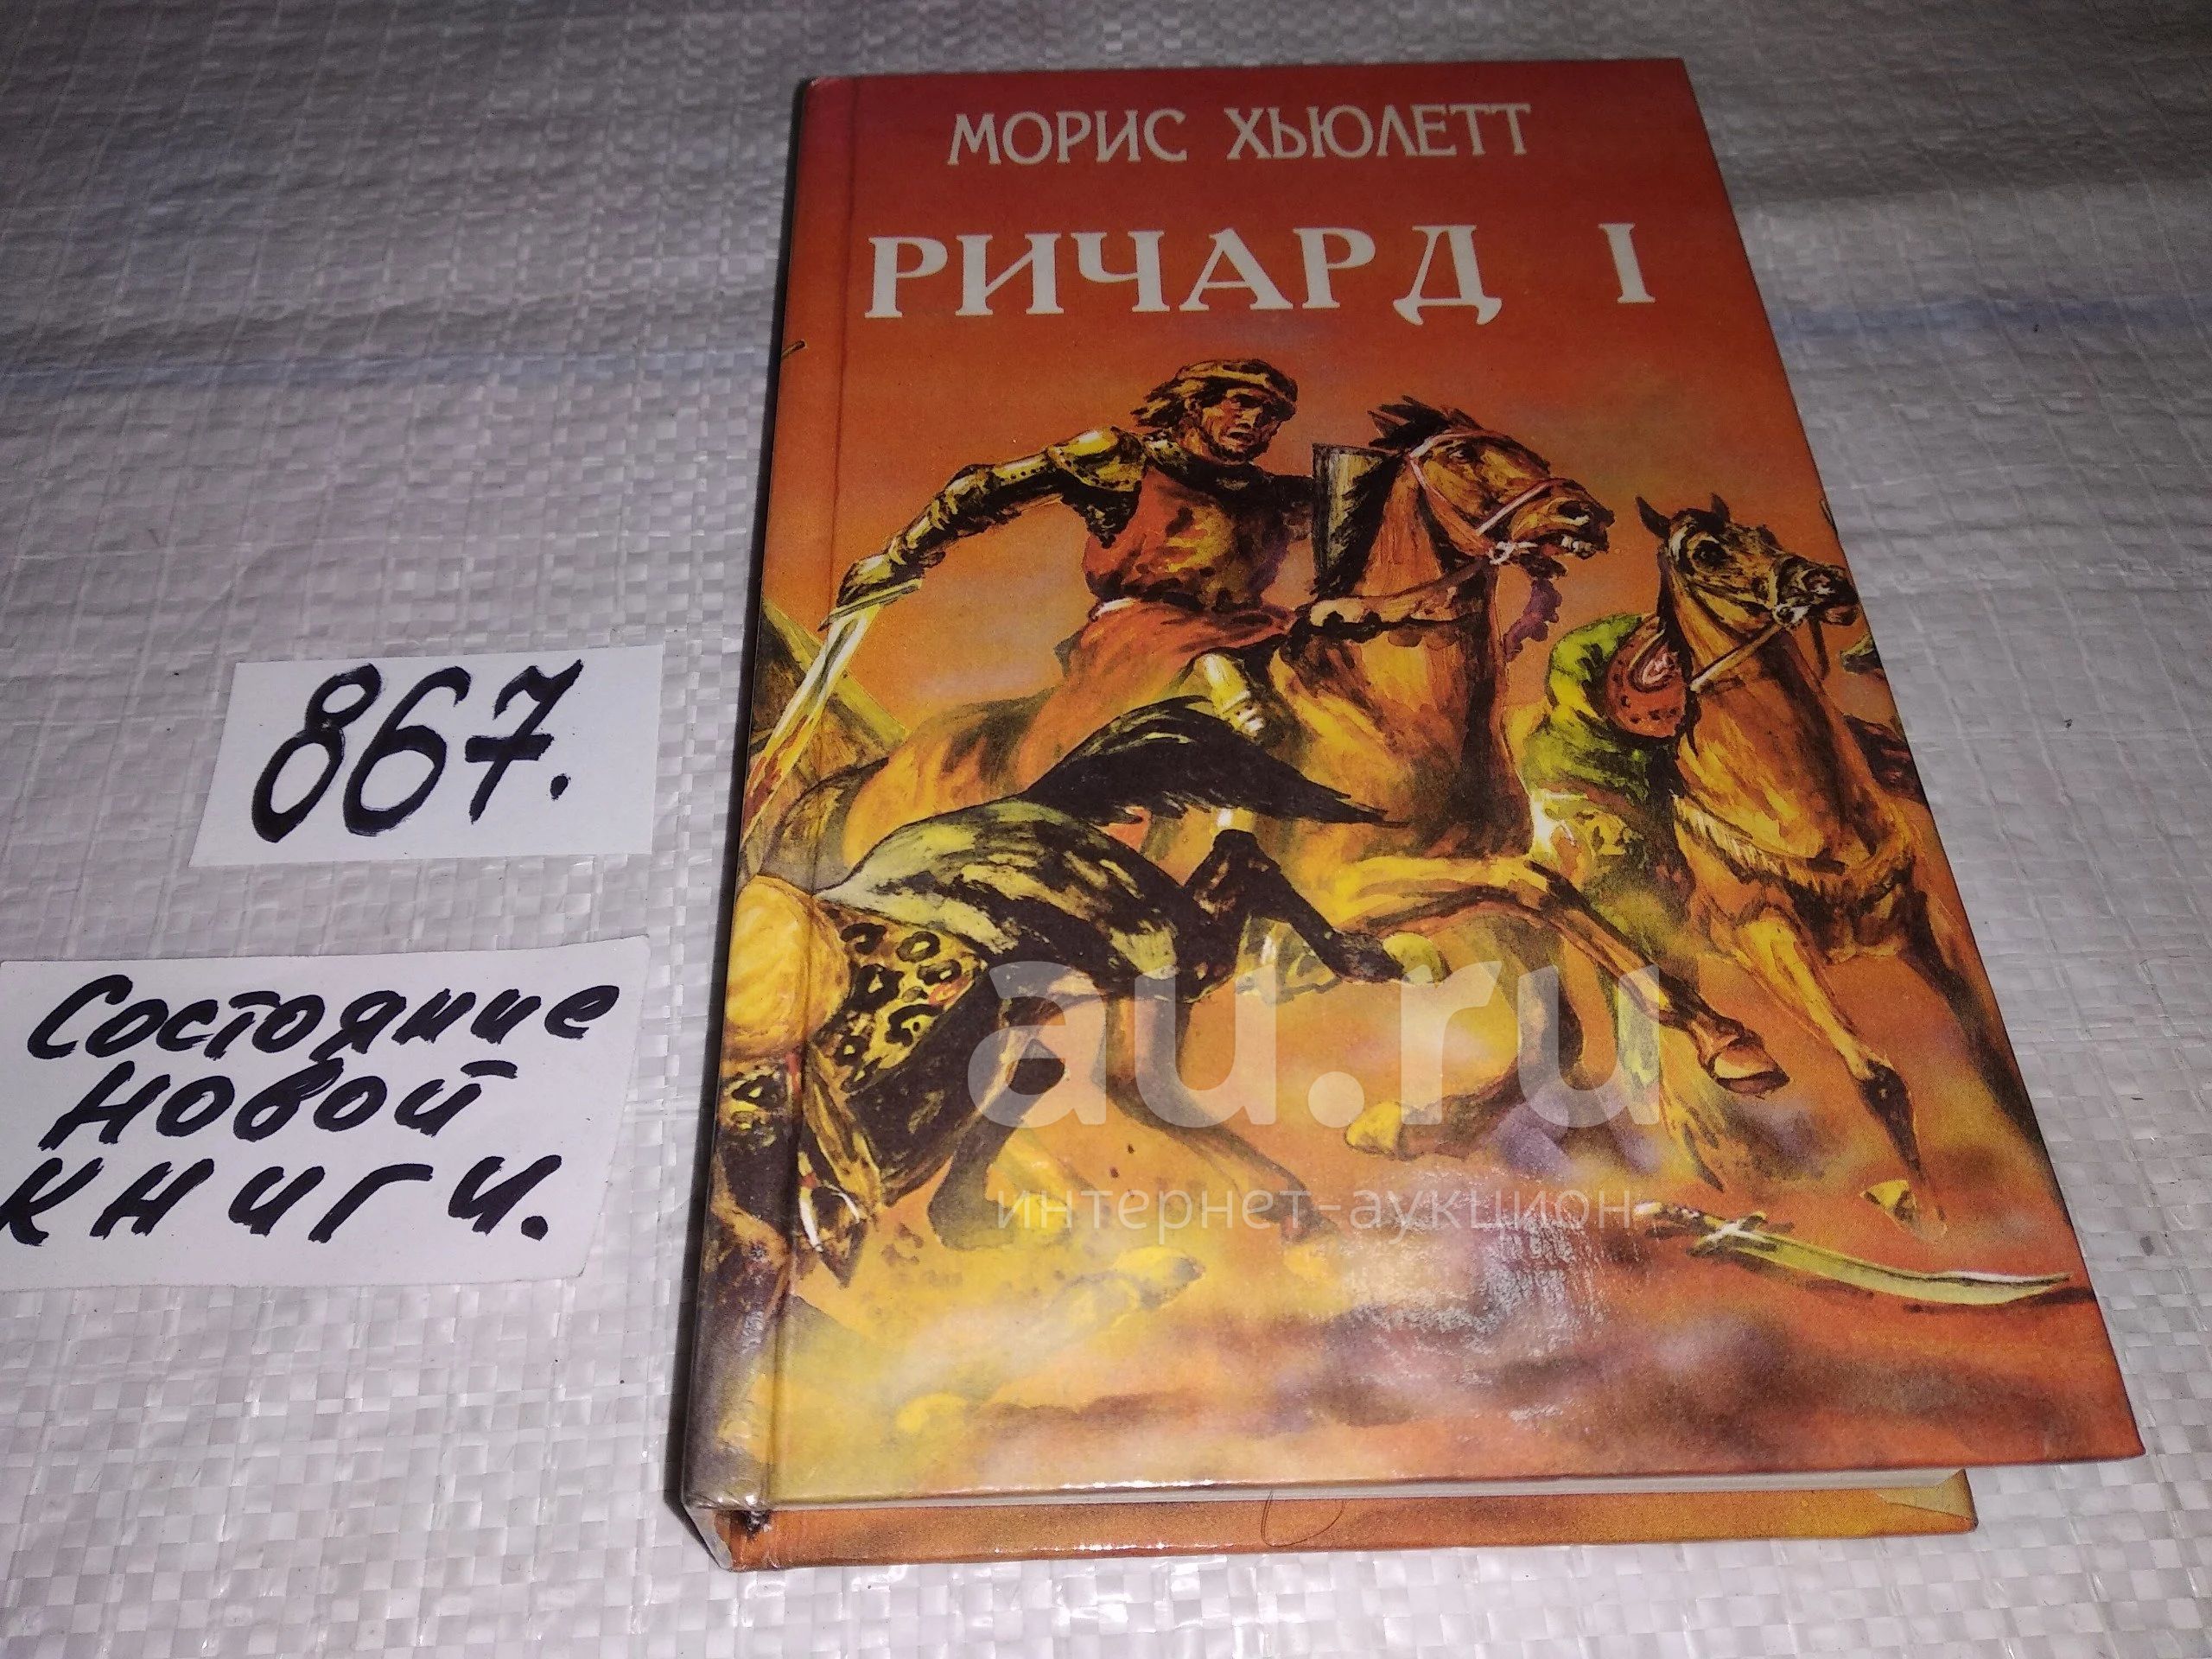 МОРИС ХЬЮЛЕТТ
РИЧАРД I
867.
Состояние
новой
книги.
au.ru
интернет-аукцион